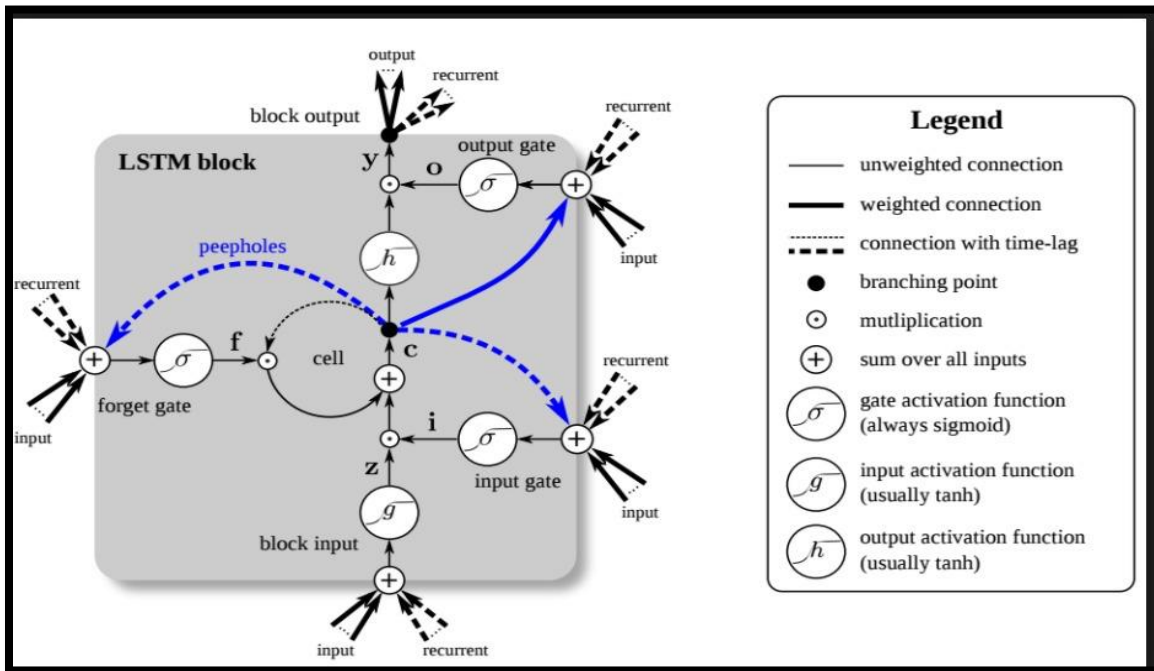 output
recurrent
block output
recurrent
LSTM block
output gate
y
o
σ
+
h
input
peepholes
recurrent
+
σ
f
cell
c
+
recurrent
forget gate
input
i
σ
+
z
input gate
g
input
block input
+
input
recurrent
Legend
unweighted connection
weighted connection
connection with time-lag
branching point
mutliplication
+ sum over all inputs
σ gate activation function
(always sigmoid)
g input activation function
(usually tanh)
h output activation function
(usually tanh)